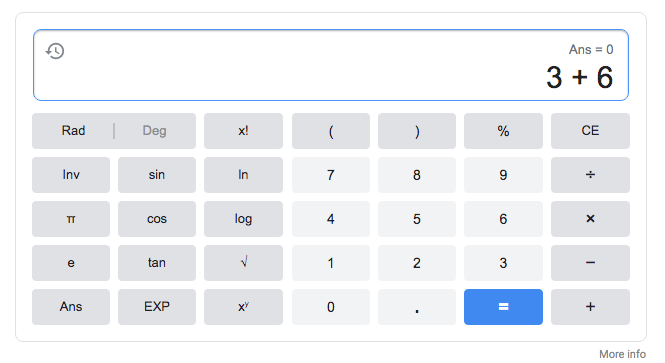 Ans = 0
3 + 6
Rad | Deg x! ( ) % CE
Inv sin ln 7 8 9 ÷
π cos log 4 5 6 ×
e tan √ 1 2 3 −
Ans EXP xʸ 0 . = +
More info